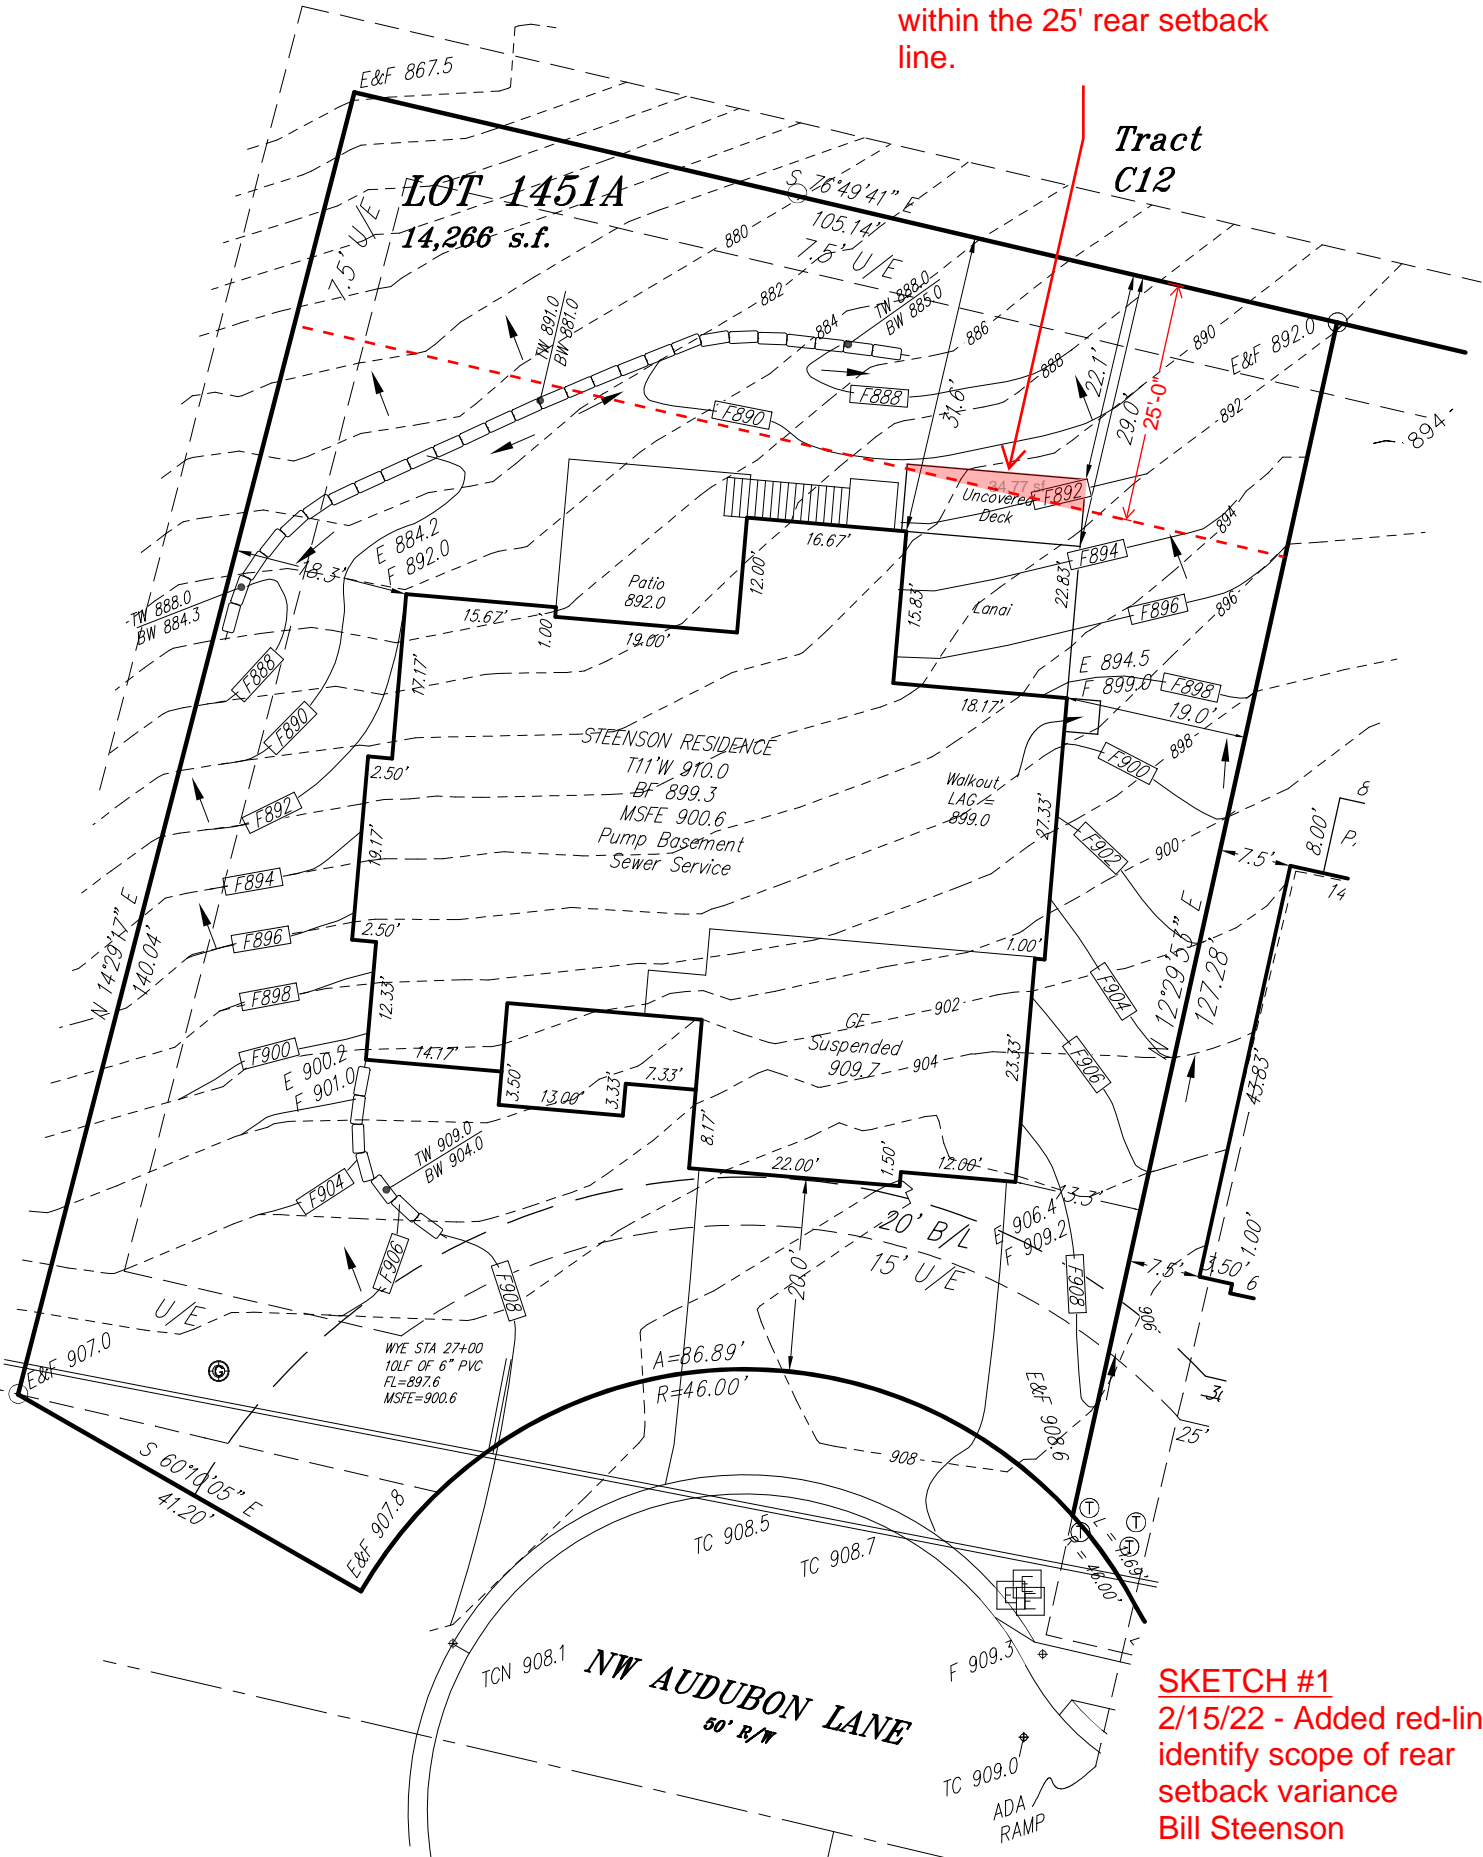 within the 25' rear setback
line.
E&F 867.5
Tract
C12
LOT 1451A
14,266 s.f.
S 76°49'41" E
105.14'
7.5' U/E
7.5' U/E
880
882
884
886
888
890
892
894
TW 891.0
BW 881.0
TW 888.0
BW 885.0
E&F 892.0
F890
F888
31.6'
22.1'
29.0'
25'-0"
34.77 sf
Uncovered
Deck
F892
F894
894
E 884.2
F 892.0
18.3'
TW 888.0
BW 884.3
Patio
892.0
16.67'
12.00'
15.67'
1.00'
19.00'
15.83'
22.83'
Lanai
F896
896
F888
17.17'
E 894.5
F 899.0
F898
18.17'
19.0'
F890
STEENSON RESIDENCE
T11'W 910.0
BF 899.3
MSFE 900.6
Pump Basement
Sewer Service
2.50'
Walkout
LAG =
899.0
F900
898
27.33'
F892
19.17'
F902
900
8.00'
8
P,
7.5'
14
F894
F896
2.50'
1.00'
N 14°29'17" E
140.04'
12.33'
F898
F904
N 12°29'53" E
127.28'
902
GE
Suspended
909.7
904
F900
E 900.2
F 901.0
14.17'
3.50'
13.00'
3.33'
7.33'
23.33'
F906
43.83'
8.17'
TW 909.0
BW 904.0
22.00'
1.50'
12.00'
F904
13.3'
20' B/L
15' U/E
E 906.4
F 909.2
20.0'
F906
F908
F908
7.5'
3.50'
1.00'
6
906
U/E
WYE STA 27+00
10LF OF 6" PVC
FL=897.6
MSFE=900.6
A=86.89'
R=46.00'
E&F 907.0
G
E&F 908.6
25'
908
S 60°10'05" E
41.20'
E&F 907.8
TC 908.5
TC 908.7
T
T
T
T
R = 46.00'
E
E
E
TCN 908.1
NW AUDUBON LANE
50' R/W
F 909.3
TC 909.0
ADA
RAMP
SKETCH #1
2/15/22 - Added red-lin
identify scope of rear
setback variance
Bill Steenson